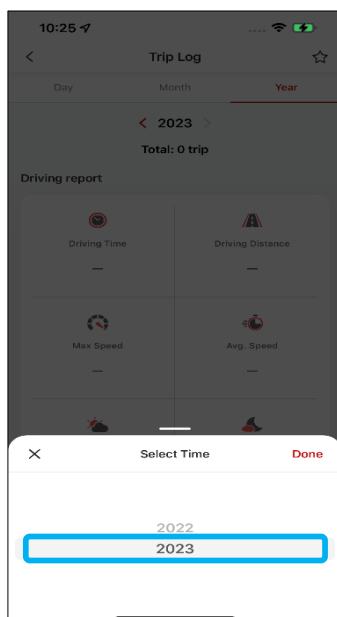 10:25
Trip Log
Day Month Year
< 2023 >
Total: 0 trip
Driving report
Driving Time Driving Distance
— —
Max Speed Avg. Speed
— —
Select Time Done
2022
2023